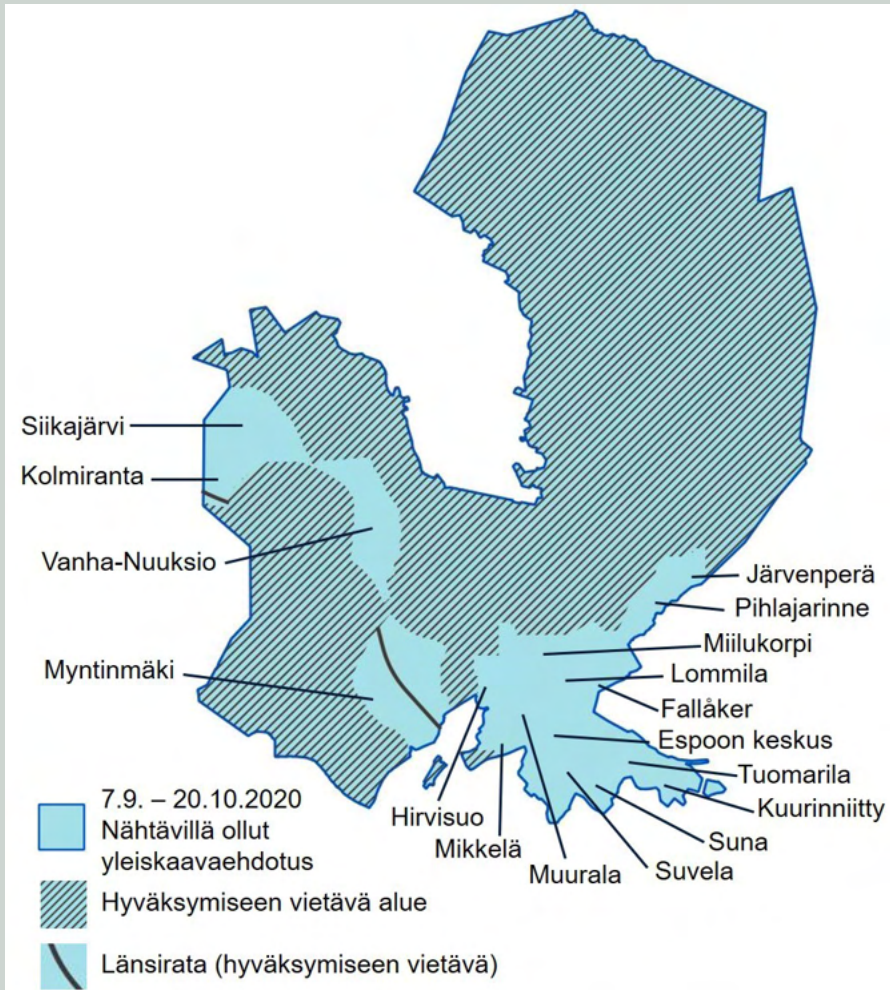 Siikajärvi
Kolmiranta
Vanha-Nuuksio
Myntinmäki
Järvenperä
Pihlajarinne
Miilukorpi
Lommila
Fallåker
Espoon keskus
Tuomarila
Kuurinniitty
Suna
Suvela
Muurala
Mikkelä
Hirvisuo
7.9. – 20.10.2020
Nähtävillä ollut
yleiskaavaehdotus
Hyväksymiseen vietävä alue
Länsirata (hyväksymiseen vietävä)